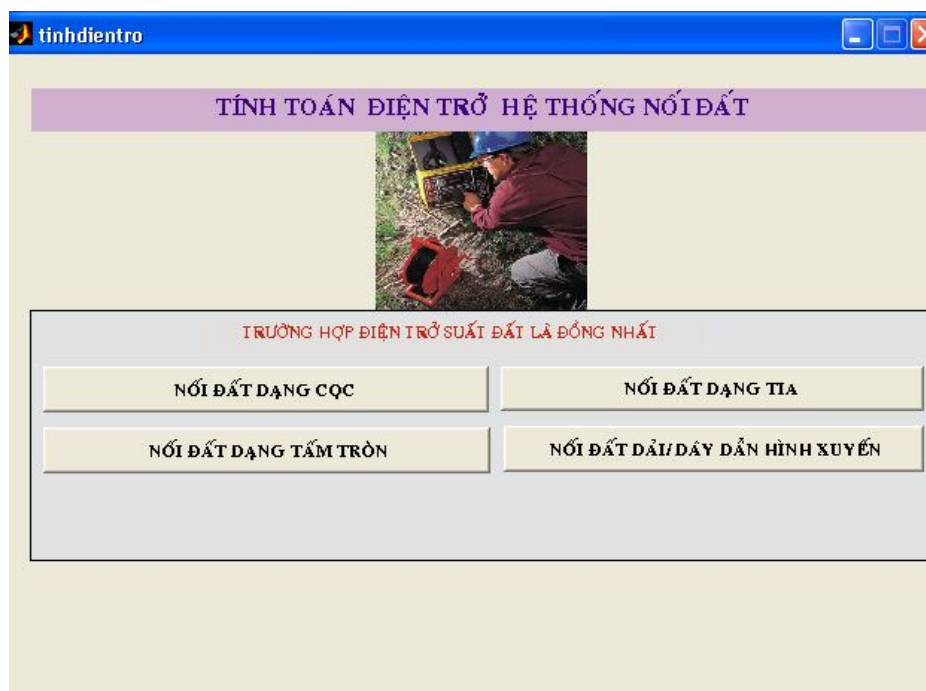 tinhdientro
TÍNH TOÁN ĐIỆN TRỞ HỆ THỐNG NỐI ĐẤT
TRƯỜNG HỢP ĐIỆN TRỞ SUẤT ĐẤT LÀ ĐỒNG NHẤT
NỐI ĐẤT DẠNG CỌC
NỐI ĐẤT DẠNG TIA
NỐI ĐẤT DẠNG TẤM TRÒN
NỐI ĐẤT DẢI/ DÂY DẪN HÌNH XUYẾN